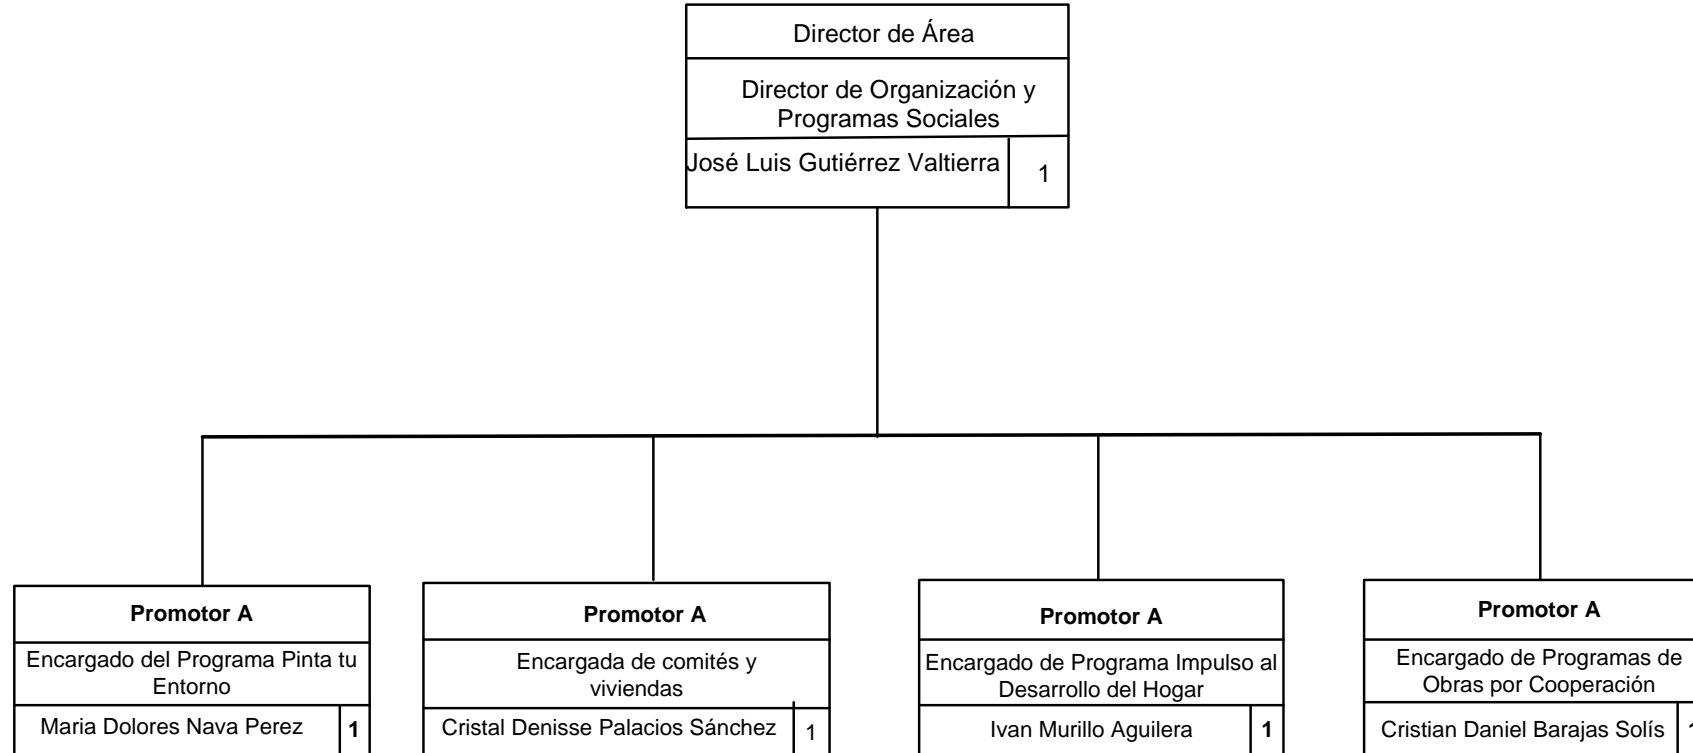 Director de Área
Director de Organización y
Programas Sociales
José Luis Gutiérrez Valtierra
1
Promotor A
Encargado del Programa Pinta tu
Entorno
Maria Dolores Nava Perez
1
Promotor A
Encargada de comités y
viviendas
Cristal Denisse Palacios Sánchez
1
Promotor A
Encargado de Programa Impulso al
Desarrollo del Hogar
Ivan Murillo Aguilera
1
Promotor A
Encargado de Programas de
Obras por Cooperación
Cristian Daniel Barajas Solís
1